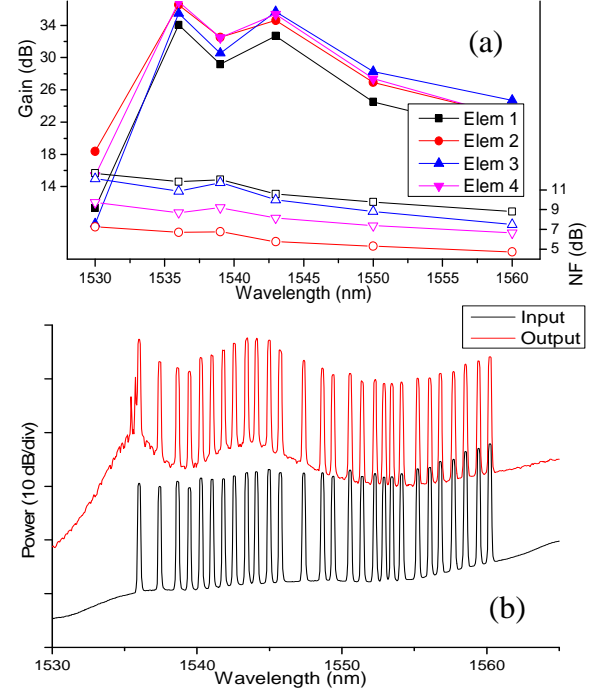 34
30
26
22
18
14
Gain (dB)
(a)
Elem 1
Elem 2
Elem 3
Elem 4
11
9
7
5
NF (dB)
1530
1535
1540
1545
1550
1555
1560
Wavelength (nm)
Input
Output
Power (10 dB/div)
(b)
1530
1540
1550
1560
Wavelength (nm)